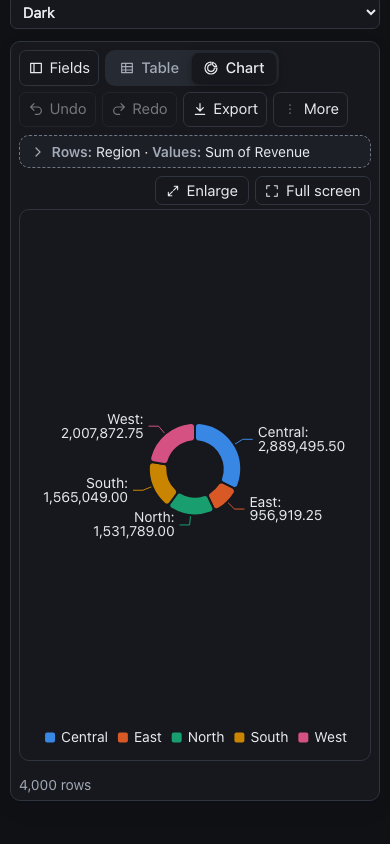 Dark
Fields
Table
Chart
Undo
Redo
Export
More
Rows: Region · Values: Sum of Revenue
Enlarge
Full screen
West:
2,007,872.75
Central:
2,889,495.50
South:
1,565,049.00
East:
956,919.25
North:
1,531,789.00
Central
East
North
South
West
4,000 rows